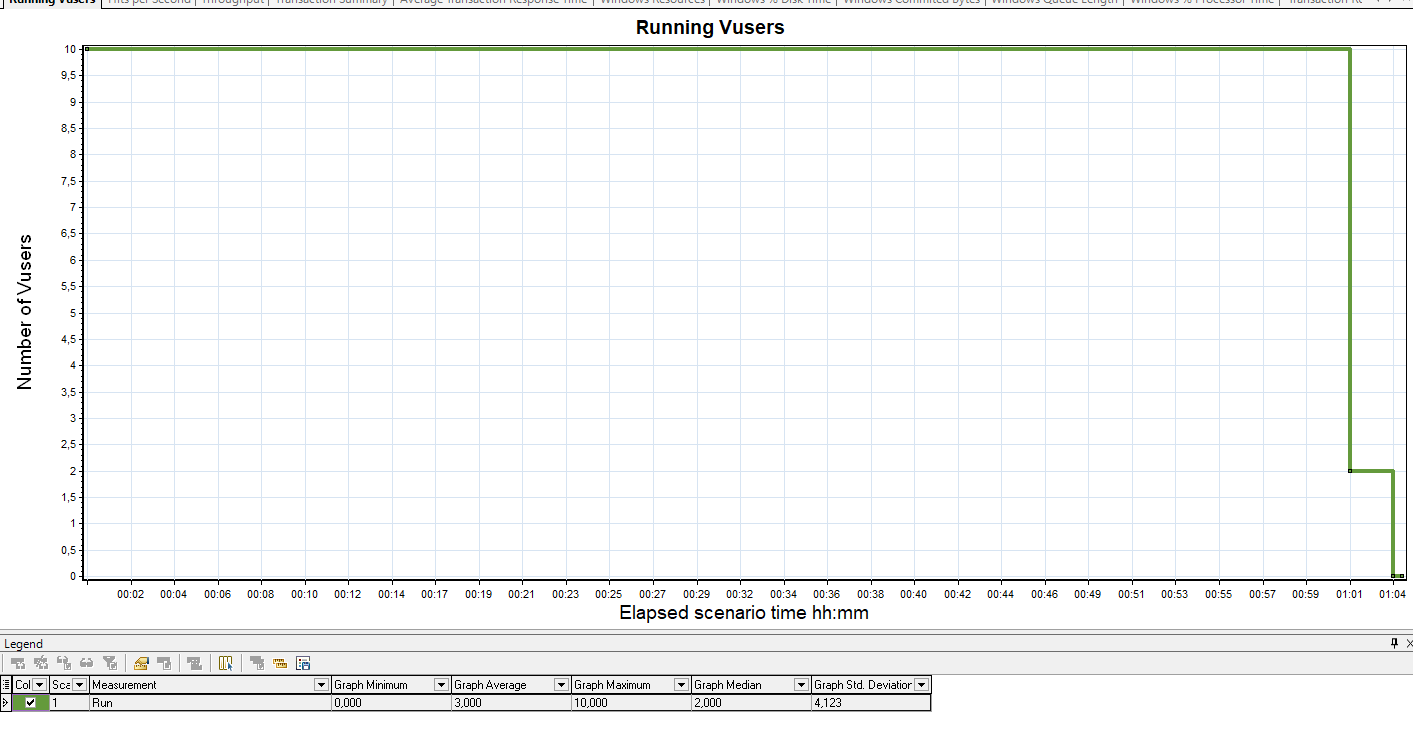 Running Vusers Hits per Second Throughput Transaction Summary Average Transaction Response Time Windows Resources Windows % Disk Time Windows Committed Bytes Windows Queue Length Windows % Processor Time
Running Vusers
Number of Vusers
10
9,5
9
8,5
8
7,5
7
6,5
6
5,5
5
4,5
4
3,5
3
2,5
2
1,5
1
0,5
0
00:02 00:04 00:06 00:08 00:10 00:12 00:14 00:17 00:19 00:21 00:23 00:25 00:27 00:29 00:32 00:34 00:36 00:38 00:40 00:42 00:44 00:46 00:49 00:51 00:53 00:55 00:57 00:59 01:01 01:04
Elapsed scenario time hh:mm
Legend
Col Sca Measurement Graph Minimum Graph Average Graph Maximum Graph Median Graph Std. Deviation
1 Run 0,000 3,000 10,000 2,000 4,123